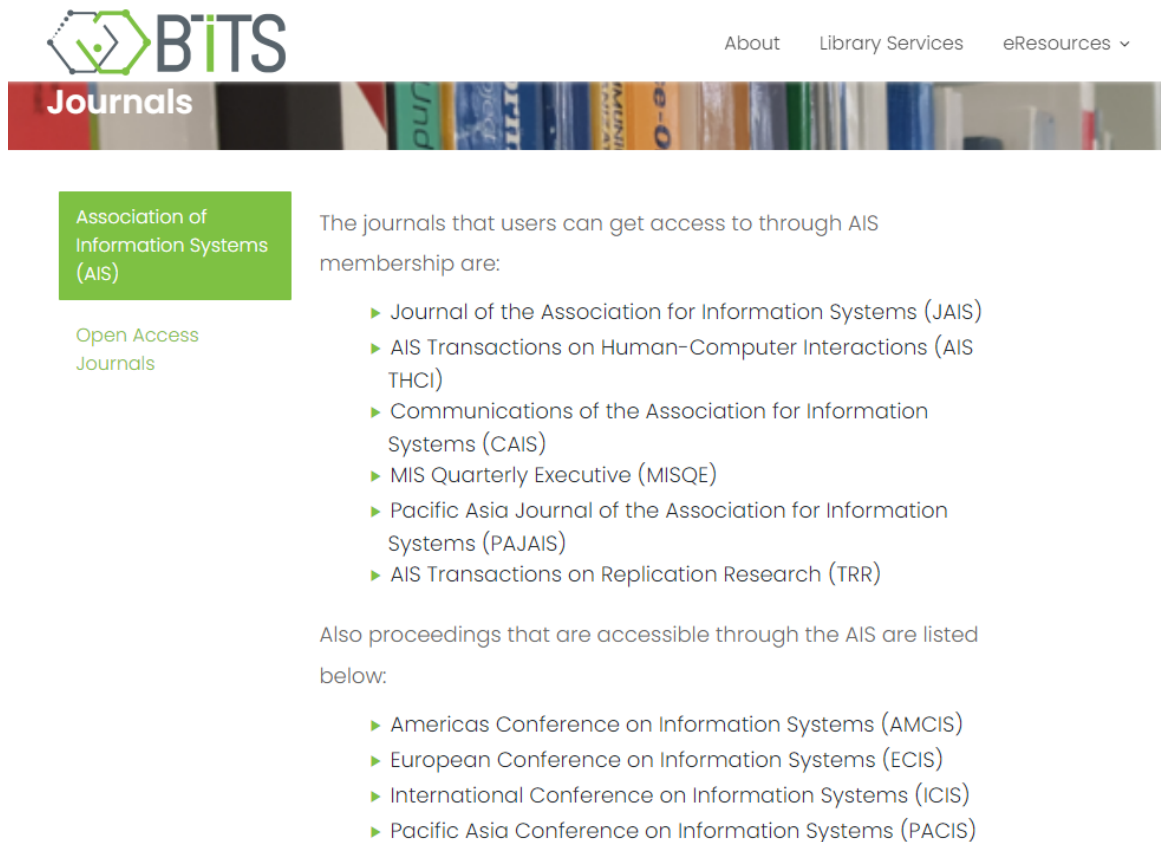 BiTS
About Library Services eResources
Journals
Association of
Information Systems
(AIS)
Open Access
Journals
The journals that users can get access to through AIS
membership are:
Journal of the Association for Information Systems (JAIS)
AIS Transactions on Human-Computer Interactions (AIS
THCI)
Communications of the Association for Information
Systems (CAIS)
MIS Quarterly Executive (MISQE)
Pacific Asia Journal of the Association for Information
Systems (PAJAIS)
AIS Transactions on Replication Research (TRR)
Also proceedings that are accessible through the AIS are listed
below:
Americas Conference on Information Systems (AMCIS)
European Conference on Information Systems (ECIS)
International Conference on Information Systems (ICIS)
Pacific Asia Conference on Information Systems (PACIS)